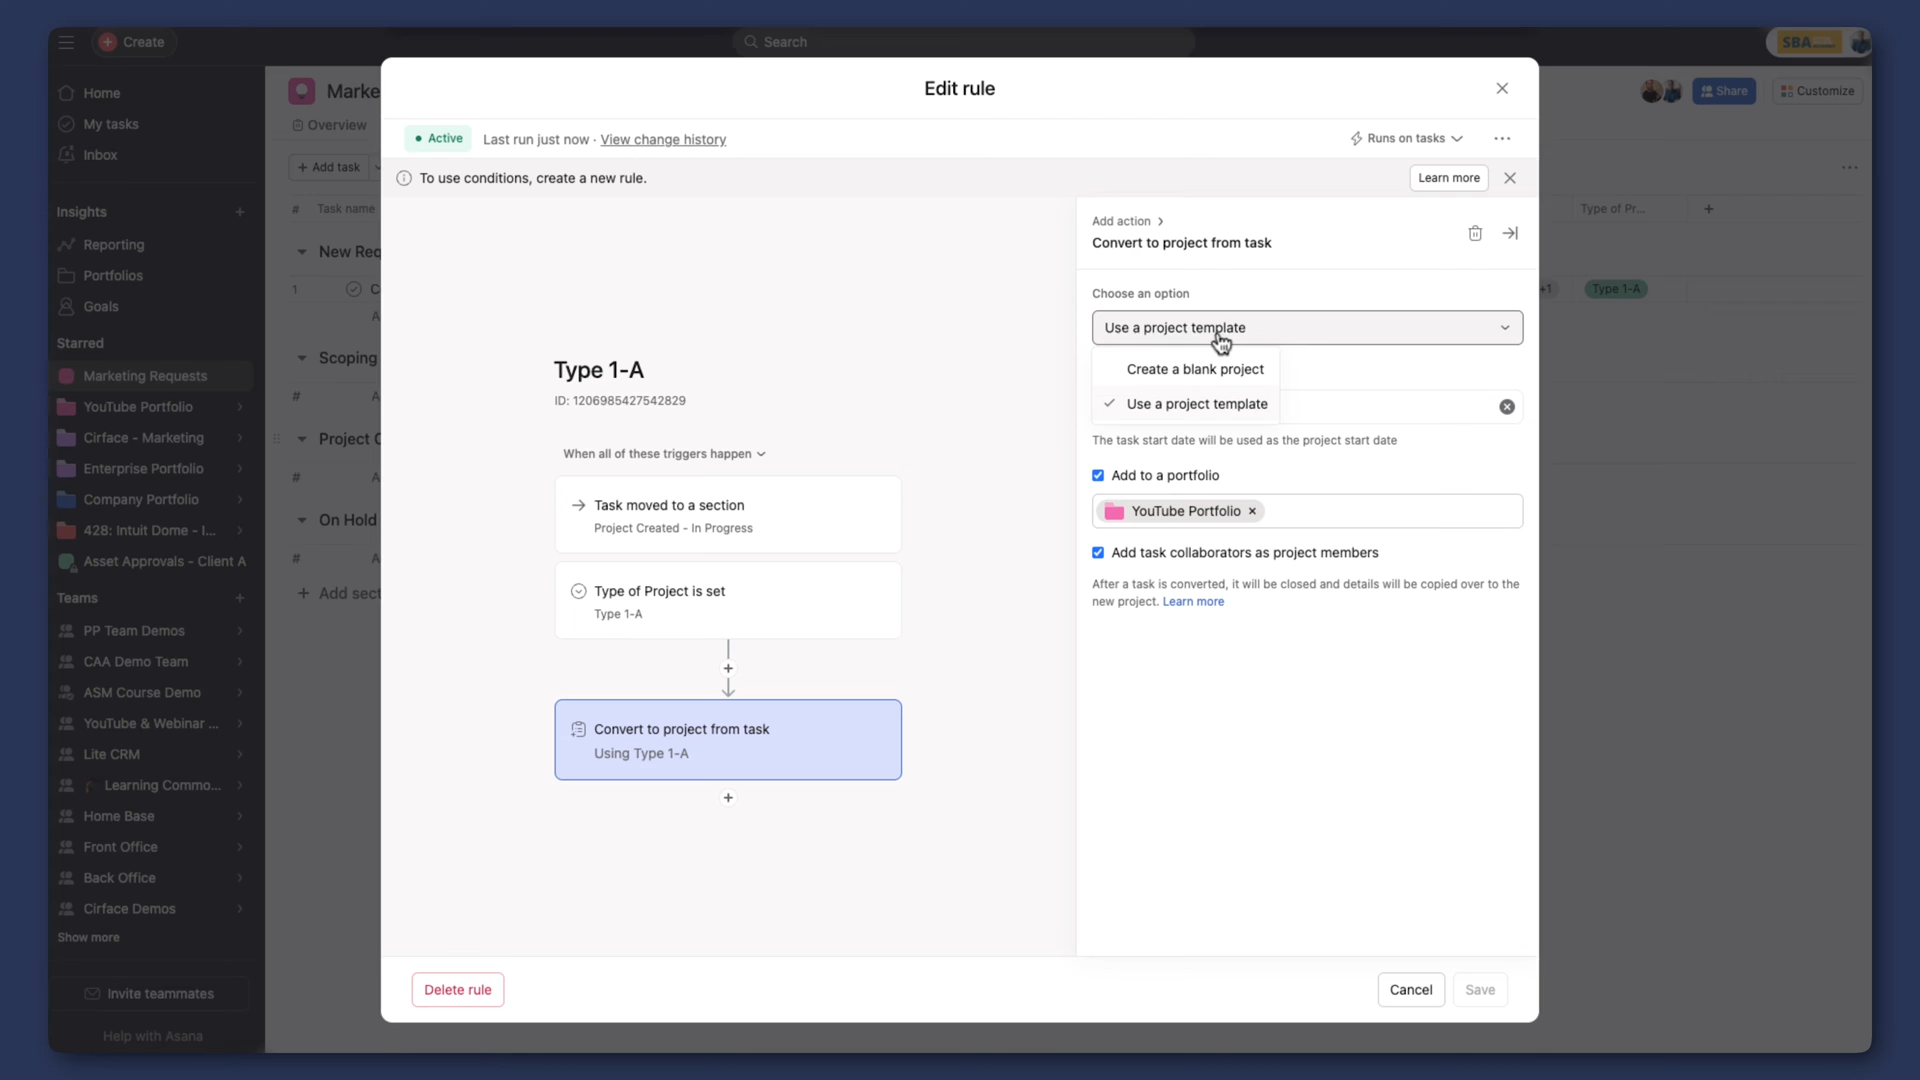 Create
Search
SBA
Home
My tasks
Inbox
Insights
Reporting
Portfolios
Goals
Starred
Marketing Requests
YouTube Portfolio
Cirface - Marketing
Enterprise Portfolio
Company Portfolio
428: Intuit Dome - I...
Asset Approvals - Client A
Teams
PP Team Demos
CAA Demo Team
ASM Course Demo
YouTube & Webinar ...
Lite CRM
Learning Commo...
Home Base
Front Office
Back Office
Cirface Demos
Show more
Invite teammates
Help with Asana
Marke
Overview
Add task
# Task name
New Req
1 C
A
Scoping
# A
Project C
# A
On Hold
# A
Add sect
Share
Customize
Type of Pr...
+1
Type 1-A
Edit rule
Active
Last run just now · View change history
Runs on tasks
To use conditions, create a new rule.
Learn more
Type 1-A
ID: 1206985427542829
When all of these triggers happen
Task moved to a section
Project Created - In Progress
Type of Project is set
Type 1-A
Convert to project from task
Using Type 1-A
Add action
Convert to project from task
Choose an option
Use a project template
Create a blank project
Use a project template
The task start date will be used as the project start date
Add to a portfolio
YouTube Portfolio
Add task collaborators as project members
After a task is converted, it will be closed and details will be copied over to the
new project. Learn more
Delete rule
Cancel
Save